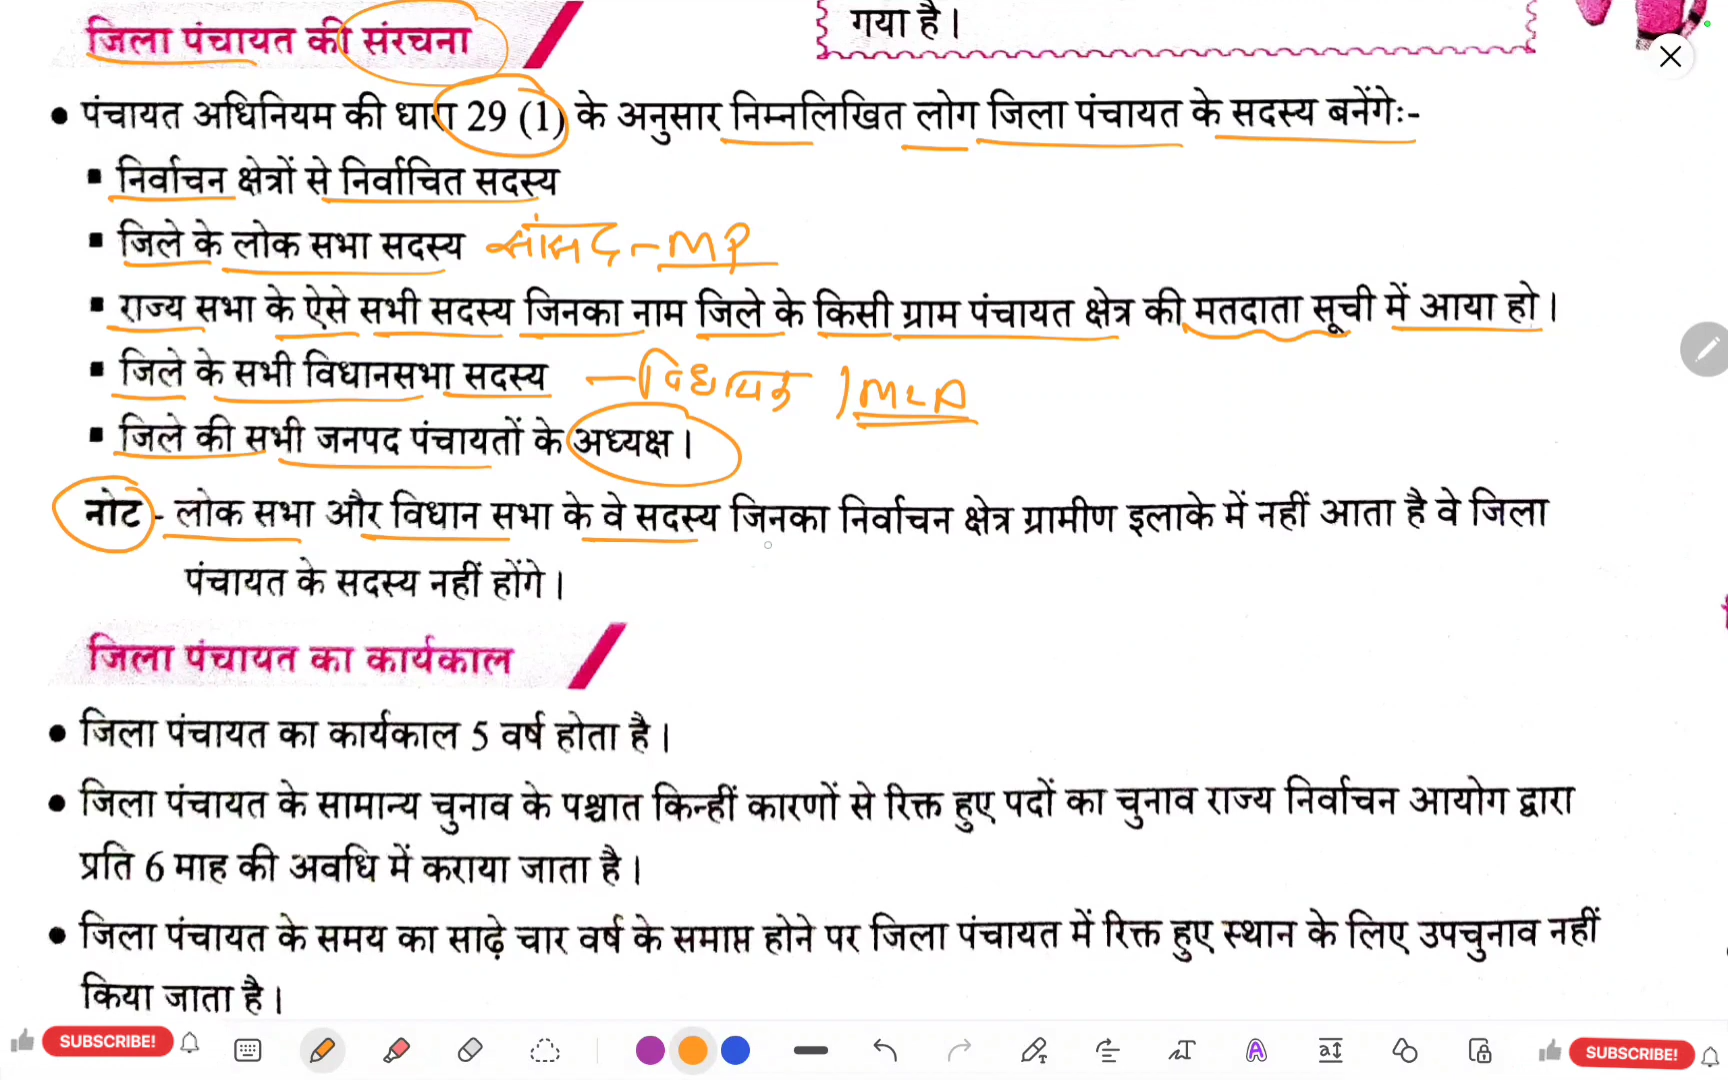 गया है।
जिला पंचायत की संरचना
• पंचायत अधिनियम की धारा 29 (1) के अनुसार निम्नलिखित लोग जिला पंचायत के सदस्य बनेंगेः-
▪ निर्वाचन क्षेत्रों से निर्वाचित सदस्य
▪ जिले के लोक सभा सदस्य सांसद - MP
▪ राज्य सभा के ऐसे सभी सदस्य जिनका नाम जिले के किसी ग्राम पंचायत क्षेत्र की मतदाता सूची में आया हो।
▪ जिले के सभी विधानसभा सदस्य - विधायक / MLA
▪ जिले की सभी जनपद पंचायतों के अध्यक्ष।
नोट - लोक सभा और विधान सभा के वे सदस्य जिनका निर्वाचन क्षेत्र ग्रामीण इलाके में नहीं आता है वे जिला
पंचायत के सदस्य नहीं होंगे।
जिला पंचायत का कार्यकाल
• जिला पंचायत का कार्यकाल 5 वर्ष होता है।
• जिला पंचायत के सामान्य चुनाव के पश्चात किन्हीं कारणों से रिक्त हुए पदों का चुनाव राज्य निर्वाचन आयोग द्वारा
प्रति 6 माह की अवधि में कराया जाता है।
• जिला पंचायत के समय का साढ़े चार वर्ष के समाप्त होने पर जिला पंचायत में रिक्त हुए स्थान के लिए उपचुनाव नहीं
किया जाता है।
SUBSCRIBE! SUBSCRIBE!